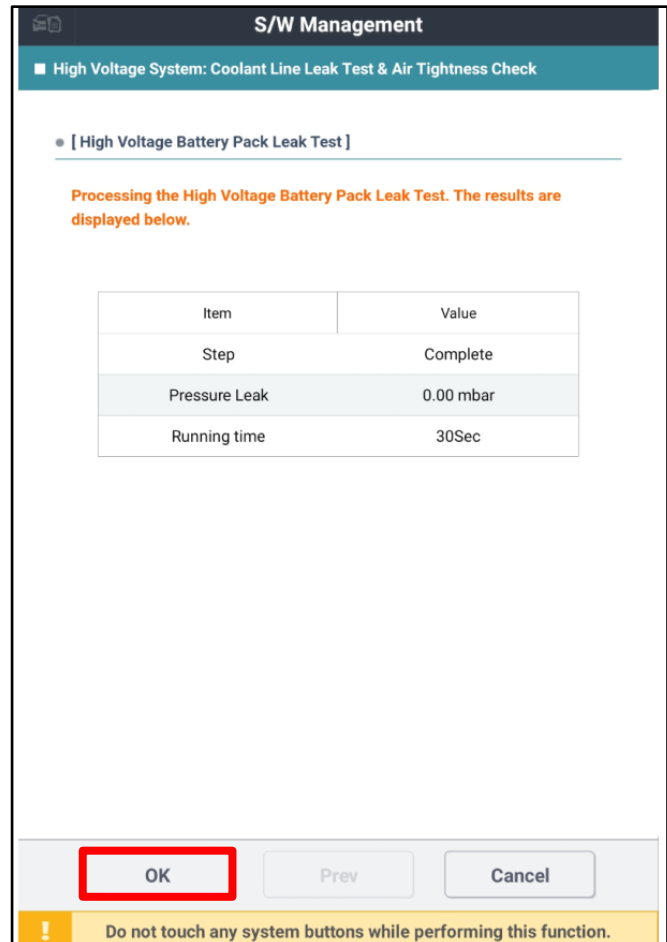 S/W Management
■ High Voltage System: Coolant Line Leak Test & Air Tightness Check
● [ High Voltage Battery Pack Leak Test ]
Processing the High Voltage Battery Pack Leak Test. The results are
displayed below.
Item Value
Step Complete
Pressure Leak 0.00 mbar
Running time 30Sec
OK Prev Cancel
! Do not touch any system buttons while performing this function.